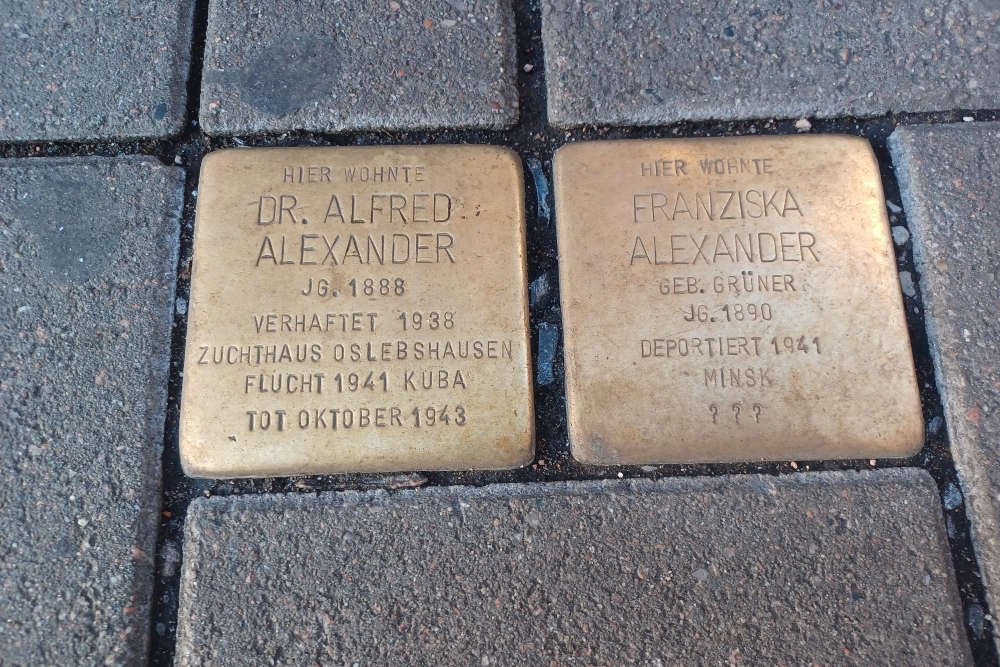 HIER WOHNTE
DR. ALFRED
ALEXANDER
JG. 1888
VERHAFTET 1938
ZUCHTHAUS OSLEBSHAUSEN
FLUCHT 1941 KUBA
TOT OKTOBER 1943
HIER WOHNTE
FRANZISKA
ALEXANDER
GEB. GRÜNER
JG. 1890
DEPORTIERT 1941
MINSK
? ? ?